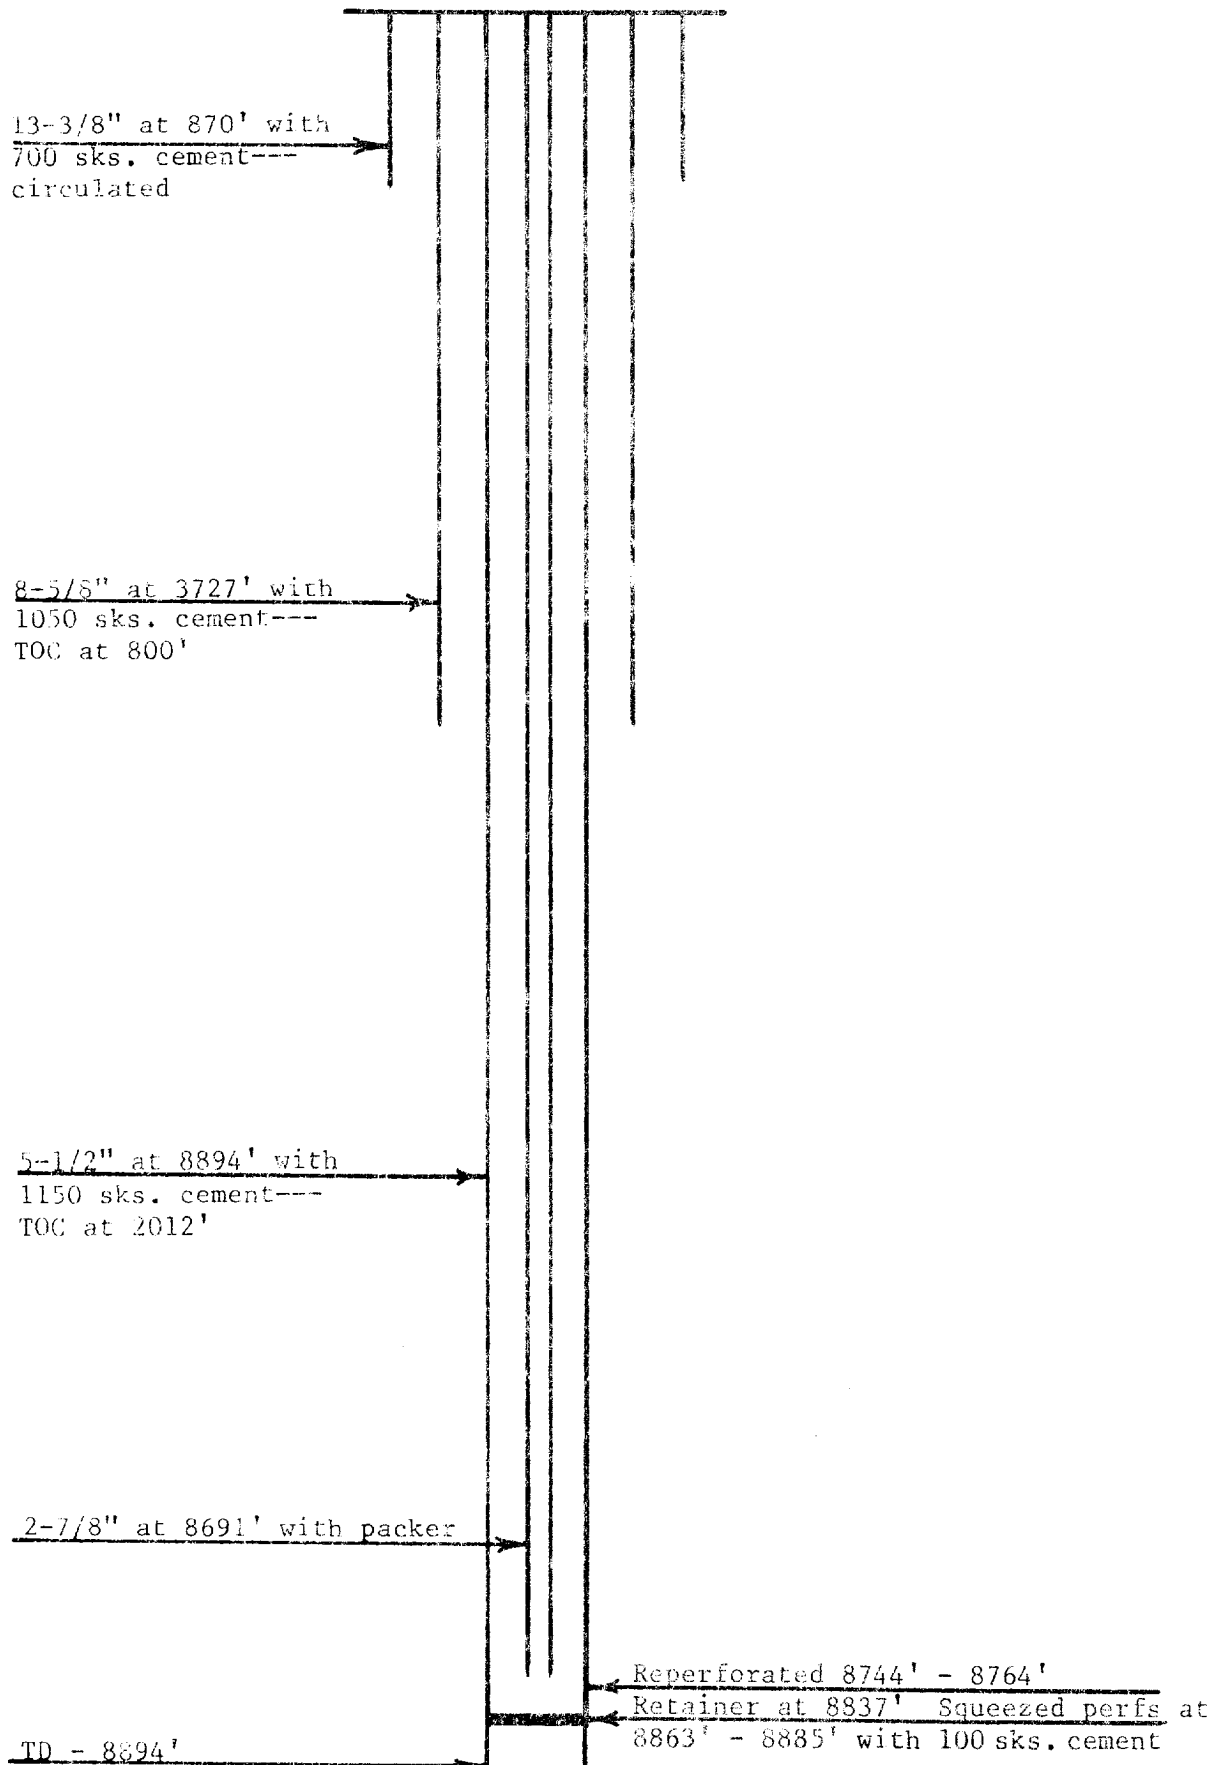 13-3/8" at 870' with
700 sks. cement---
circulated
8-5/8" at 3727' with
1050 sks. cement---
TOC at 800'
5-1/2" at 8894' with
1150 sks. cement---
TOC at 2012'
2-7/8" at 8691' with packer
Reperforated 8744' - 8764'
Retainer at 8837' Squeezed perfs at
8863' - 8885' with 100 sks. cement
TD - 8894'